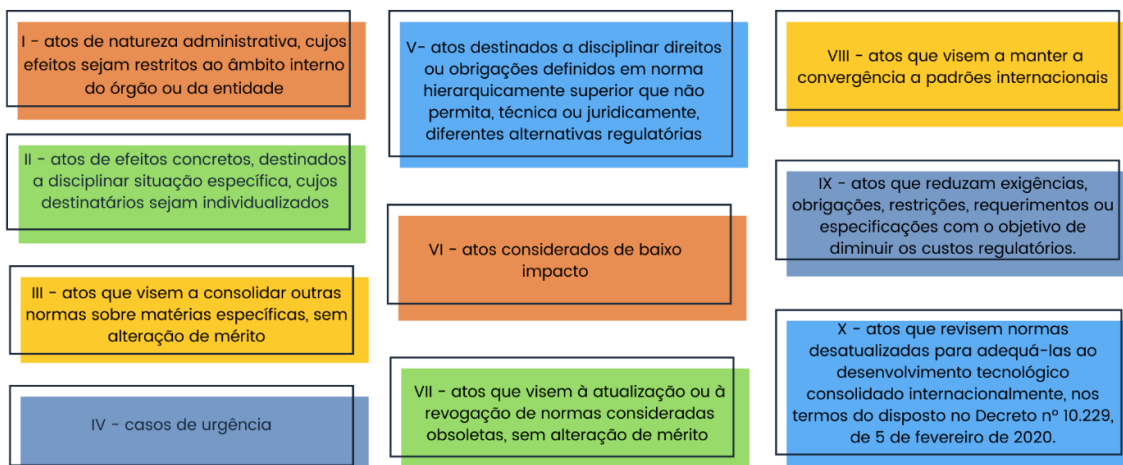 I - atos de natureza administrativa, cujos
efeitos sejam restritos ao âmbito interno
do órgão ou da entidade
II - atos de efeitos concretos, destinados
a disciplinar situação específica, cujos
destinatários sejam individualizados
III - atos que visem a consolidar outras
normas sobre matérias específicas, sem
alteração de mérito
IV - casos de urgência
V- atos destinados a disciplinar direitos
ou obrigações definidos em norma
hierarquicamente superior que não
permita, técnica ou juridicamente,
diferentes alternativas regulatórias
VI - atos considerados de baixo
impacto
VII - atos que visem à atualização ou à
revogação de normas consideradas
obsoletas, sem alteração de mérito
VIII - atos que visem a manter a
convergência a padrões internacionais
IX - atos que reduzam exigências,
obrigações, restrições, requerimentos ou
especificações com o objetivo de
diminuir os custos regulatórios.
X - atos que revisem normas
desatualizadas para adequá-las ao
desenvolvimento tecnológico
consolidado internacionalmente, nos
termos do disposto no Decreto nº 10.229,
de 5 de fevereiro de 2020.